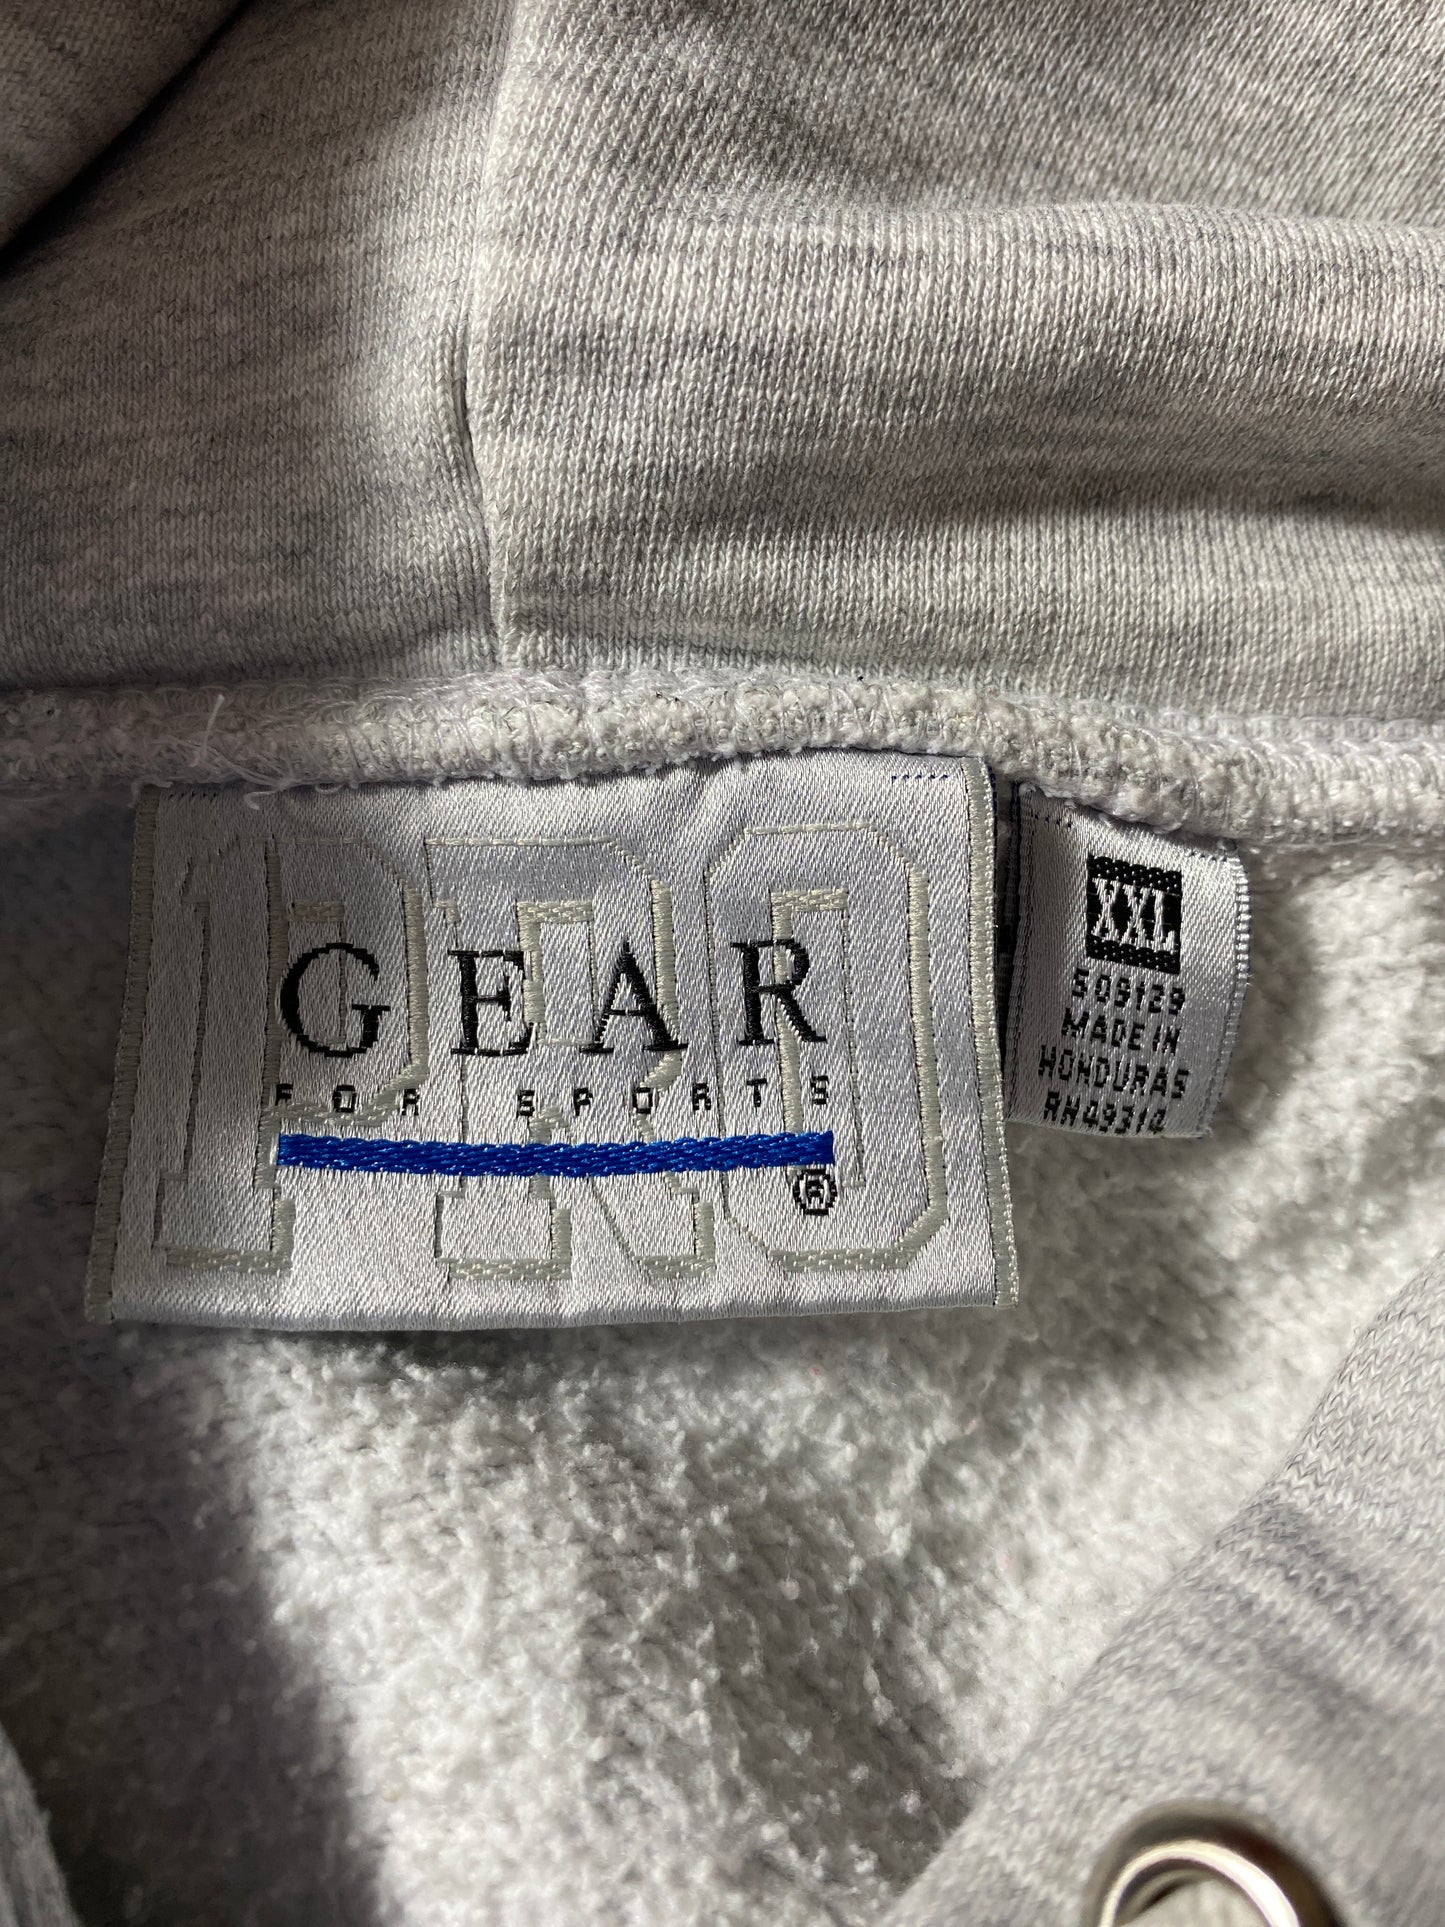 PRO
GEAR
FOR SPORTS
®
XXL
509129
MADE IN
HONDURAS
RN49314